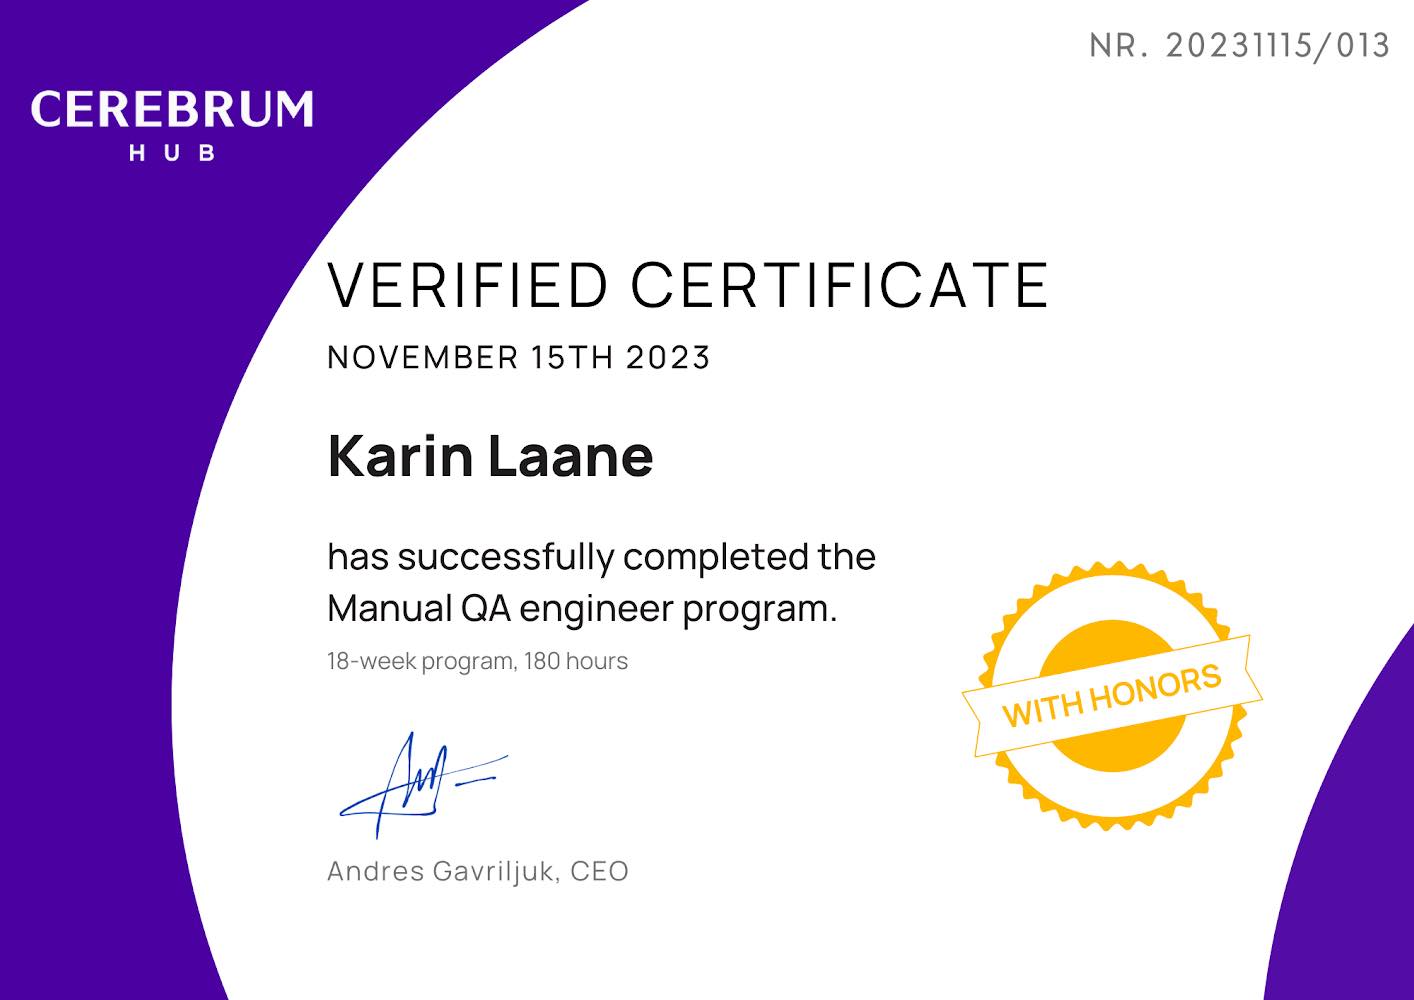 NR. 20231115/013
CEREBRUM
HUB
VERIFIED CERTIFICATE
NOVEMBER 15TH 2023
Karin Laane
has successfully completed the
Manual QA engineer program.
18-week program, 180 hours
WITH HONORS
Andres Gavriljuk, CEO